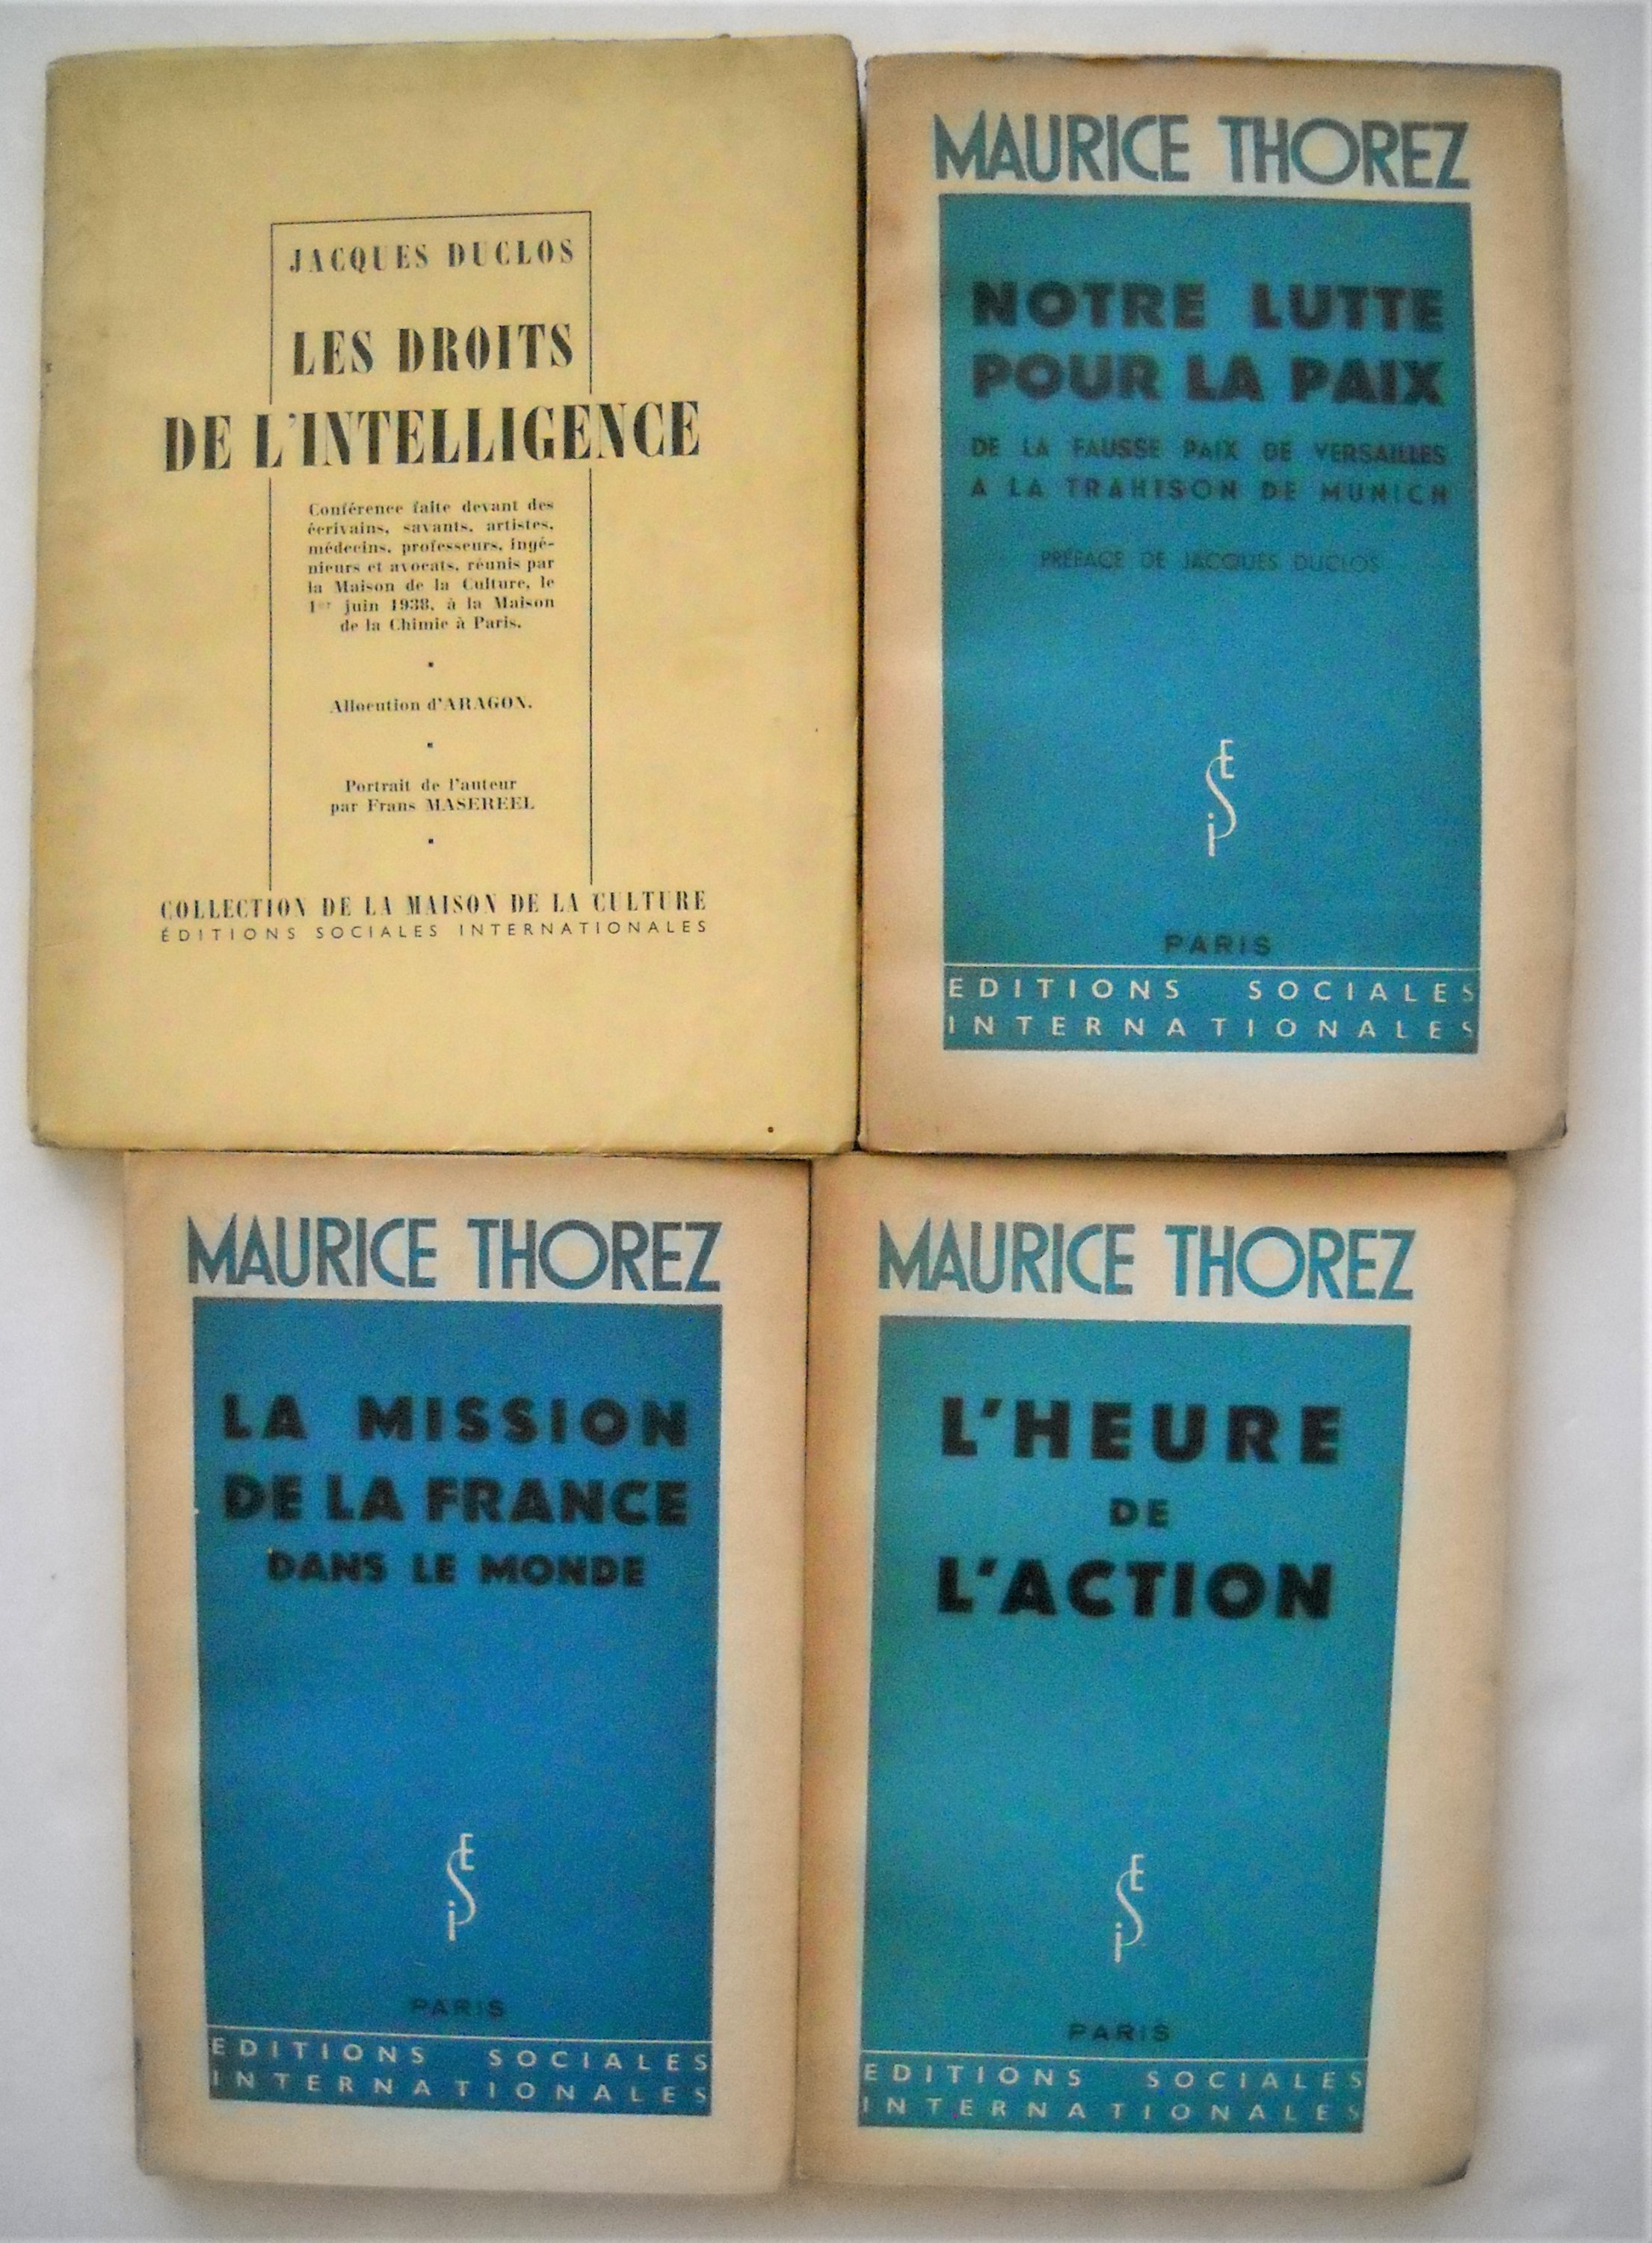 JACQUES DUCLOS
LES DROITS
DE L'INTELLIGENCE
Conférence faite devant des
écrivains, savants, artistes,
médecins, professeurs, ingé-
nieurs et avocats, réunis par
la Maison de la Culture, le
1er juin 1938, à la Maison
de la Chimie à Paris.
Allocution d'ARAGON.
Portrait de l'auteur
par Frans MASEREEL
COLLECTION DE LA MAISON DE LA CULTURE
ÉDITIONS SOCIALES INTERNATIONALES
MAURICE THOREZ
NOTRE LUTTE
POUR LA PAIX
DE LA FAUSSE PAIX DE VERSAILLES
A LA TRAHISON DE MUNICH
PRÉFACE DE JACQUES DUCLOS
ESi
PARIS
EDITIONS SOCIALES
INTERNATIONALES
MAURICE THOREZ
LA MISSION
DE LA FRANCE
DANS LE MONDE
ESi
PARIS
EDITIONS SOCIALES
INTERNATIONALES
MAURICE THOREZ
L'HEURE
DE
L'ACTION
ESi
PARIS
EDITIONS SOCIALES
INTERNATIONALES